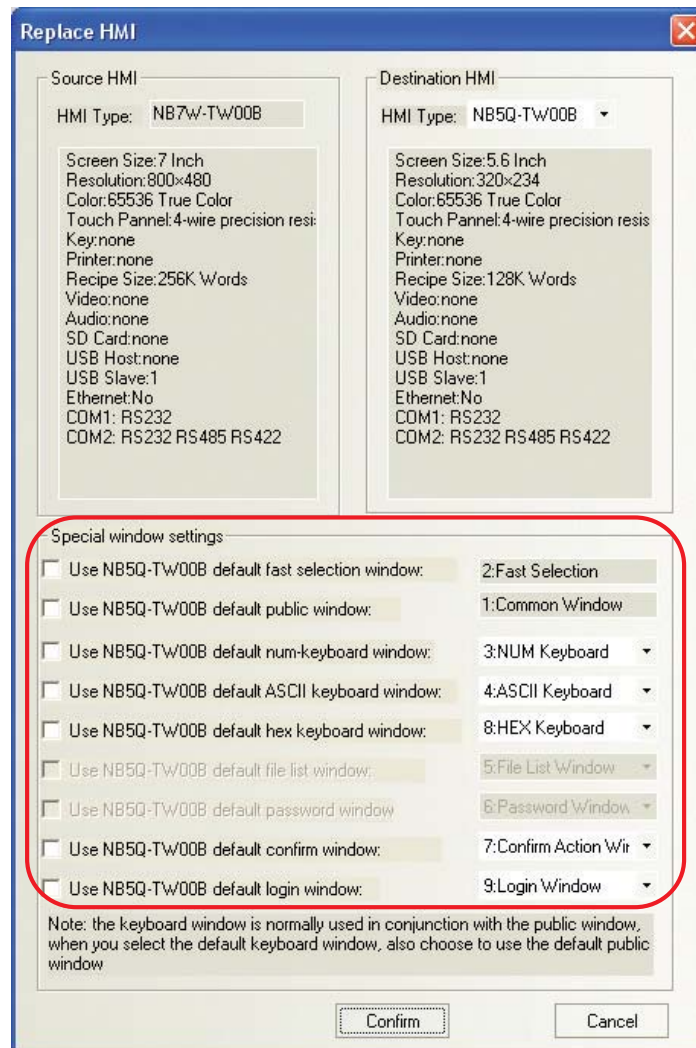 Replace HMI
Source HMI
HMI Type: NB7W-TW00B
Screen Size:7 Inch
Resolution:800×480
Color:65536 True Color
Touch Pannel:4-wire precision resi:
Key:none
Printer:none
Recipe Size:256K Words
Video:none
Audio:none
SD Card:none
USB Host:none
USB Slave:1
Ethernet:No
COM1: RS232
COM2: RS232 RS485 RS422
Destination HMI
HMI Type: NB5Q-TW00B
Screen Size:5.6 Inch
Resolution:320×234
Color:65536 True Color
Touch Pannel:4-wire precision resis
Key:none
Printer:none
Recipe Size:128K Words
Video:none
Audio:none
SD Card:none
USB Host:none
USB Slave:1
Ethernet:No
COM1: RS232
COM2: RS232 RS485 RS422
Special window settings
Use NB5Q-TW00B default fast selection window: 2:Fast Selection
Use NB5Q-TW00B default public window: 1:Common Window
Use NB5Q-TW00B default num-keyboard window: 3:NUM Keyboard
Use NB5Q-TW00B default ASCII keyboard window: 4:ASCII Keyboard
Use NB5Q-TW00B default hex keyboard window: 8:HEX Keyboard
Use NB5Q-TW00B default file list window: 5:File List Window
Use NB5Q-TW00B default password window 6:Password Window
Use NB5Q-TW00B default confirm window: 7:Confirm Action Wir
Use NB5Q-TW00B default login window: 9:Login Window
Note: the keyboard window is normally used in conjunction with the public window,
when you select the default keyboard window, also choose to use the default public
window
Confirm Cancel